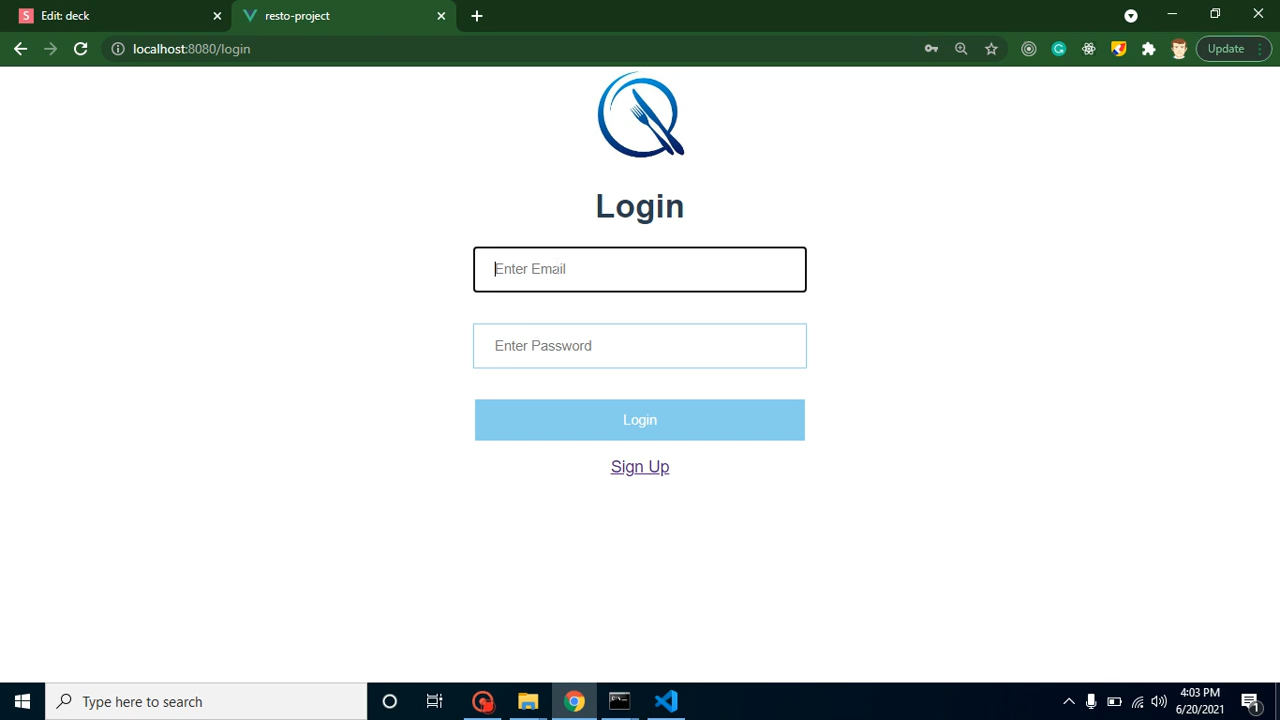 Edit: deck
resto-project
localhost:8080/login
Update
Login
Enter Email
Enter Password
Login
Sign Up
Type here to search
4:03 PM
6/20/2021
1